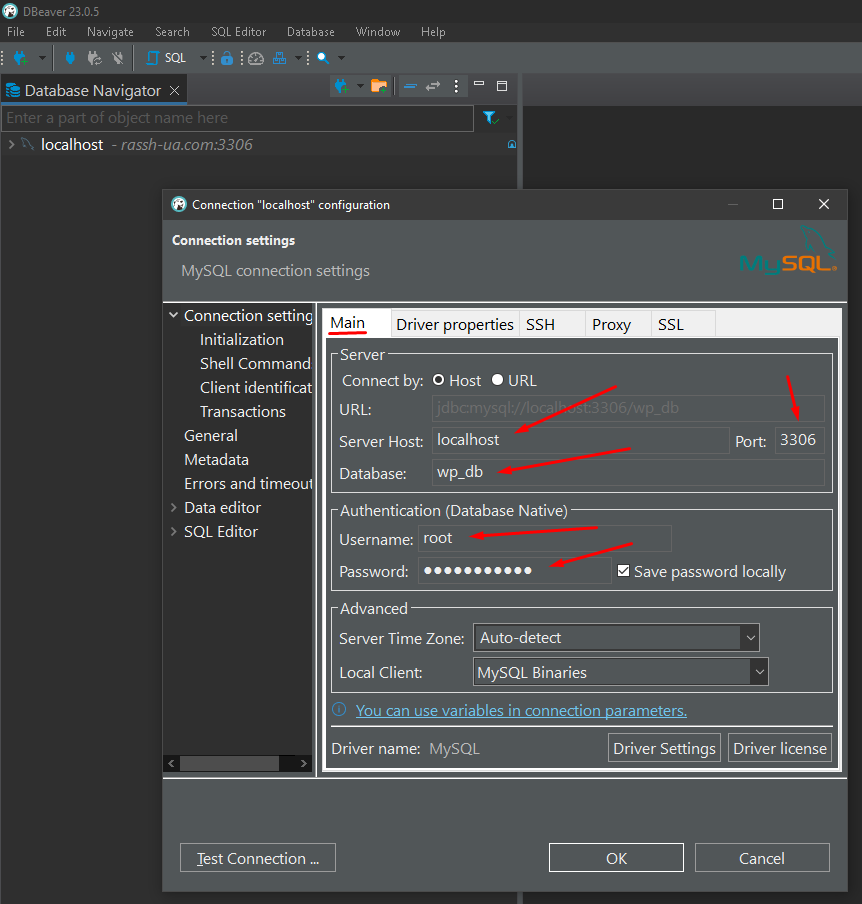 DBeaver 23.0.5
File Edit Navigate Search SQL Editor Database Window Help
SQL
Database Navigator
Enter a part of object name here
localhost - rassh-ua.com:3306
Connection "localhost" configuration
Connection settings
MySQL connection settings
MySQL
Connection setting
Initialization
Shell Command
Client identificat
Transactions
General
Metadata
Errors and timeout
Data editor
SQL Editor
Main Driver properties SSH Proxy SSL
Server
Connect by: Host URL
URL: jdbc:mysql://localhost:3306/wp_db
Server Host: localhost Port: 3306
Database: wp_db
Authentication (Database Native)
Username: root
Password: ●●●●●●●●●●● Save password locally
Advanced
Server Time Zone: Auto-detect
Local Client: MySQL Binaries
You can use variables in connection parameters.
Driver name: MySQL Driver Settings Driver license
Test Connection ... OK Cancel